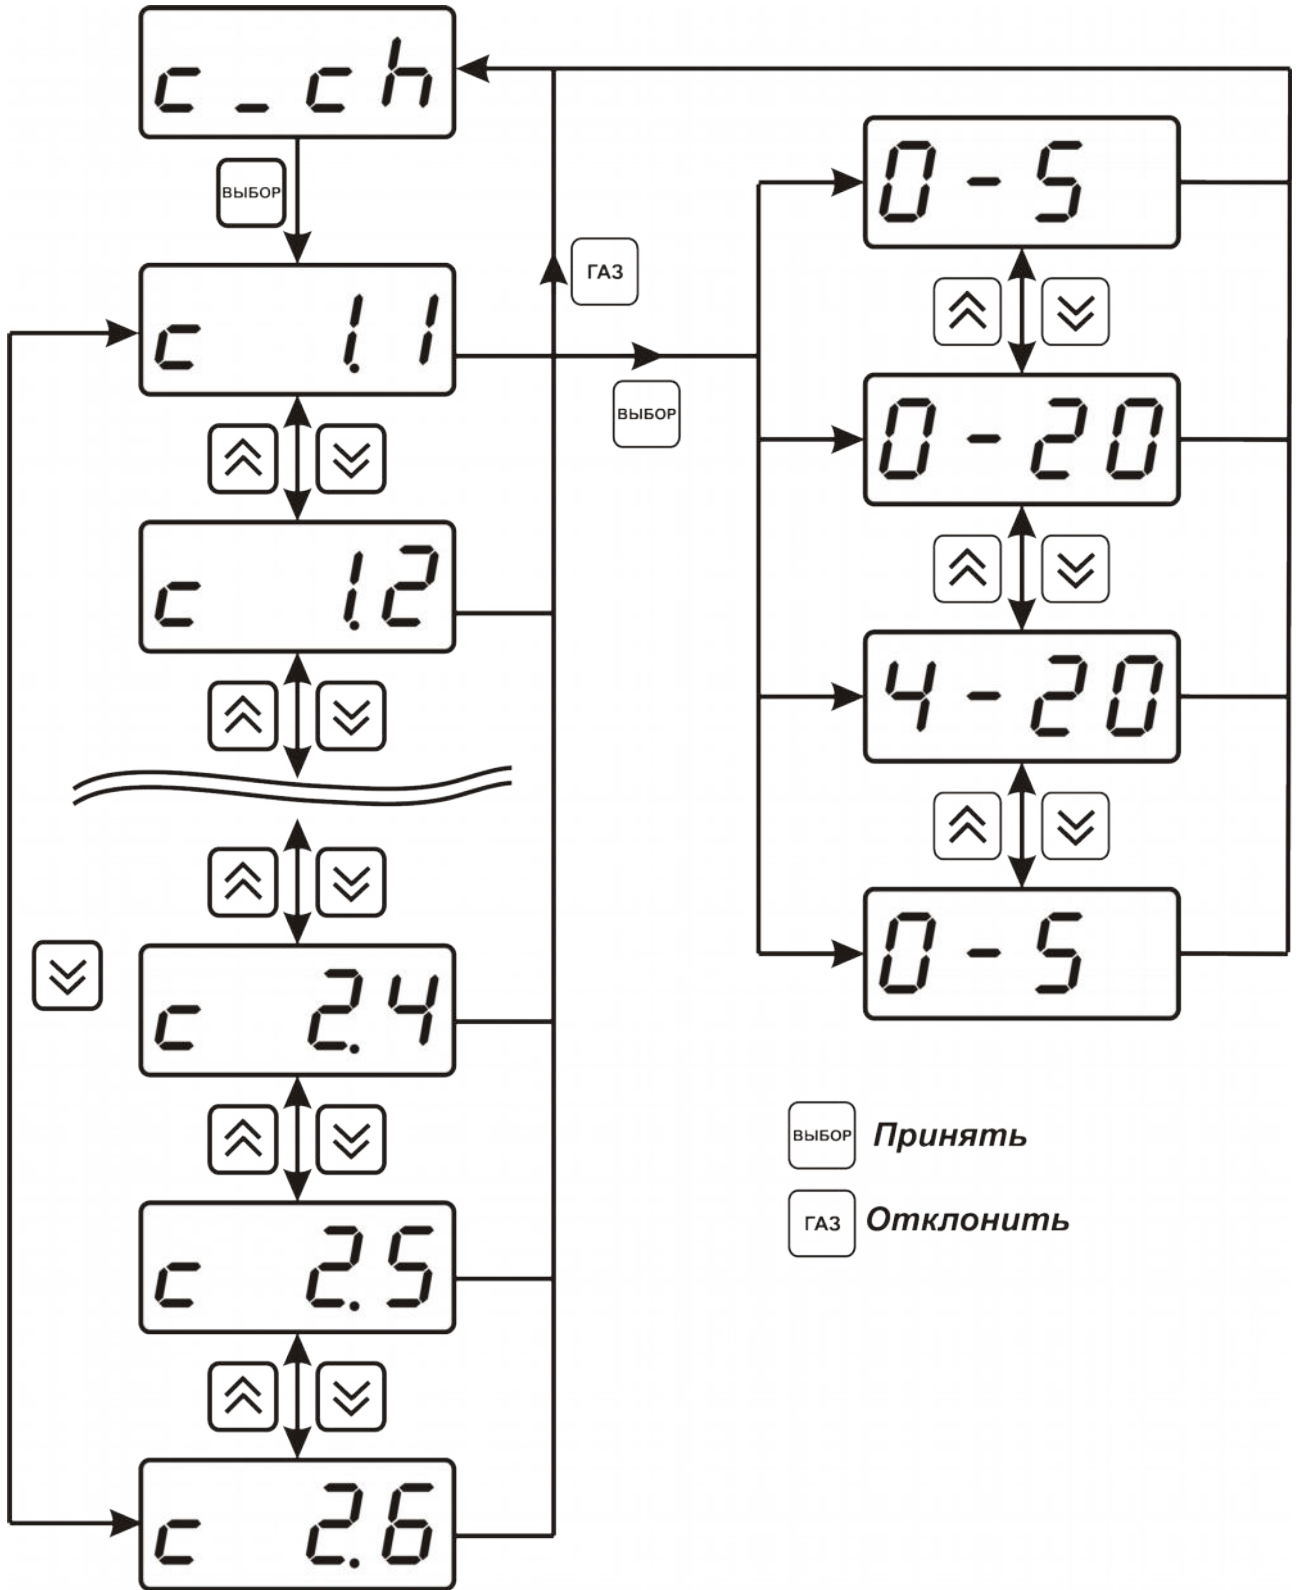 c_ch
ВЫБОР
c 1.1
c 1.2
c 2.4
c 2.5
c 2.6
ГАЗ
ВЫБОР
0-5
0-20
4-20
0-5
ВЫБОР Принять
ГАЗ Отклонить